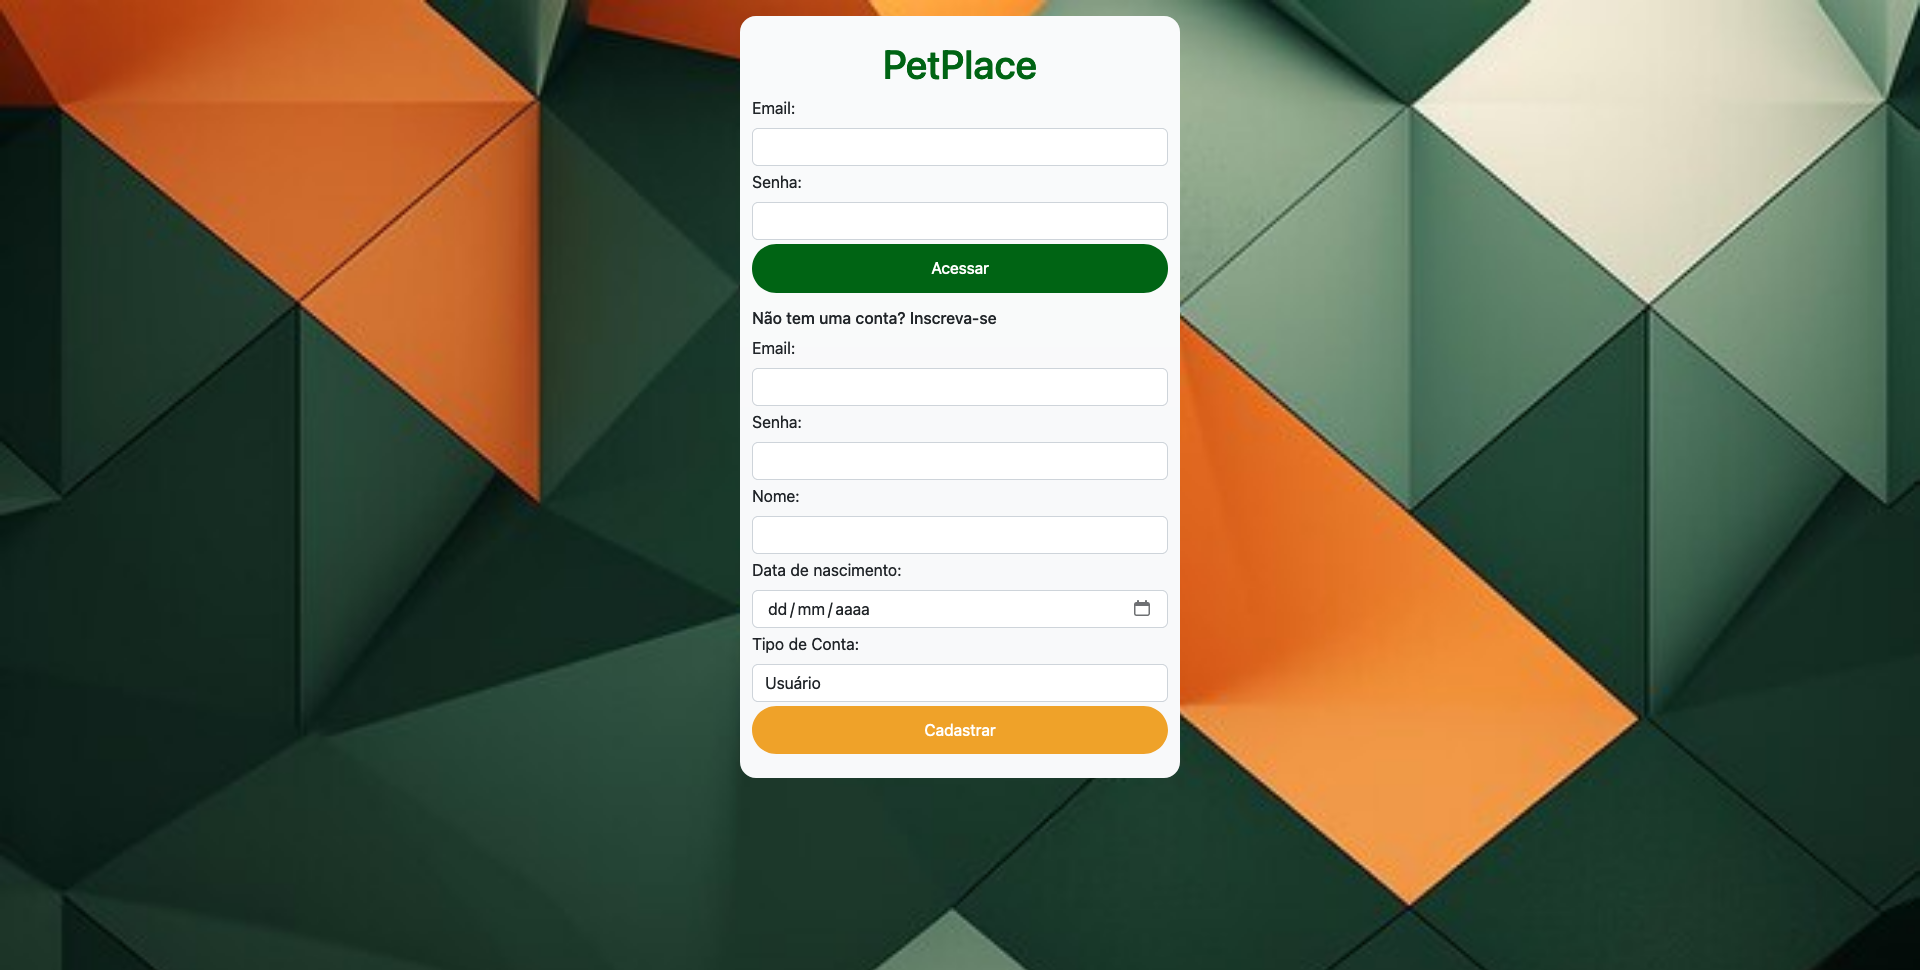 PetPlace
Email:
Senha:
Acessar
Não tem uma conta? Inscreva-se
Email:
Senha:
Nome:
Data de nascimento:
dd/mm/aaaa
Tipo de Conta:
Usuário
Cadastrar